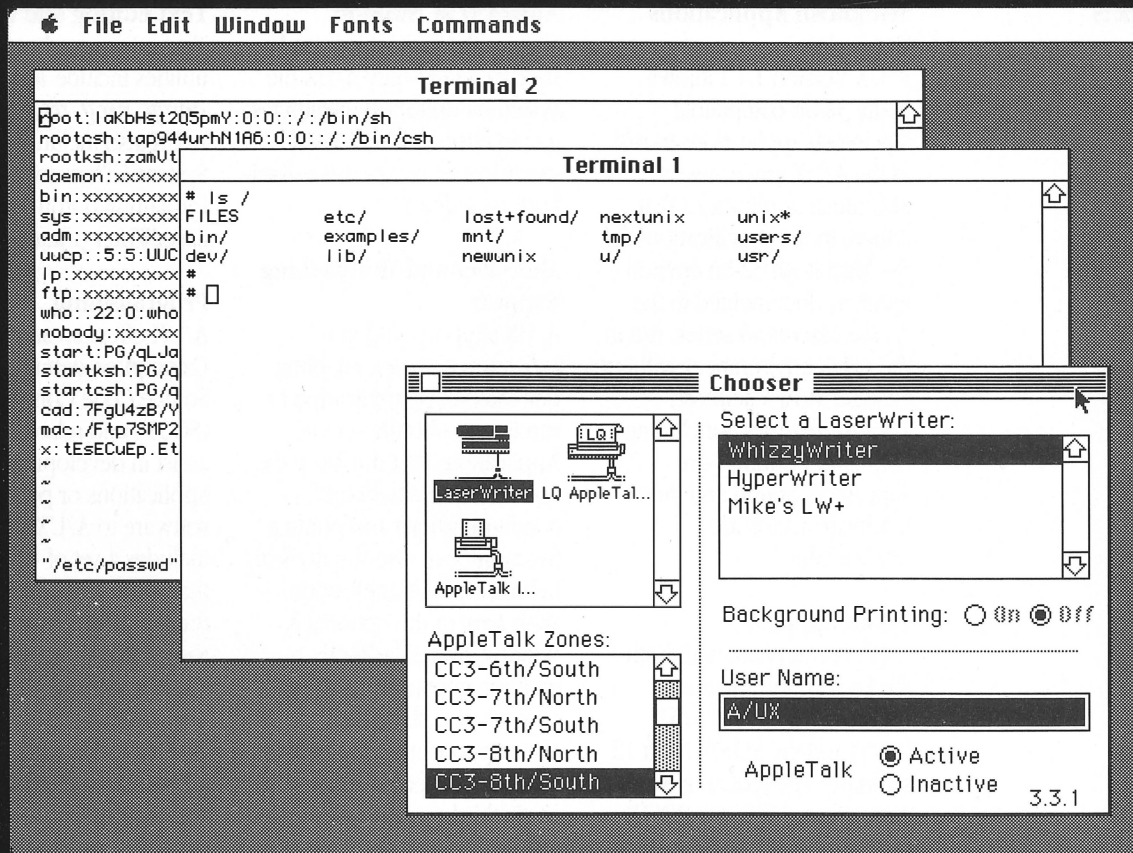 File Edit Window Fonts Commands
Terminal 2
root:IaKbHst2Q5pmY:0:0::/:/bin/sh
rootcsh:tap944urhN1A6:0:0::/:/bin/csh
rootksh:zamVt
daemon:xxxxxx
bin:xxxxxxxxx
sys:xxxxxxxxx
adm:xxxxxxxxx
uucp::5:5:UUC
lp:xxxxxxxxxx
ftp:xxxxxxxxx
who::22:0:who
nobody:xxxxxx
start:PG/qLJa
startksh:PG/q
startcsh:PG/q
cad:7FgU4zB/Y
mac:/Ftp7SMP2
x:tEsECuEp.Et
~
~
~
~
"/etc/passwd"
Terminal 1
# ls /
FILES etc/ lost+found/ nextunix unix*
bin/ examples/ mnt/ tmp/ users/
dev/ lib/ newunix u/ usr/
#
#
Chooser
LaserWriter LQ AppleTal...
AppleTalk I...
AppleTalk Zones:
CC3-6th/South
CC3-7th/North
CC3-7th/South
CC3-8th/North
CC3-8th/South
Select a LaserWriter:
WhizzyWriter
HyperWriter
Mike's LW+
Background Printing: On Off
User Name:
A/UX
AppleTalk Active
Inactive
3.3.1